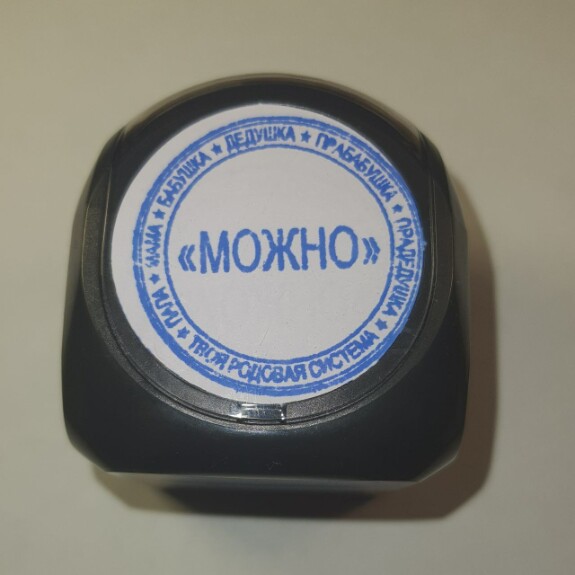 «МОЖНО»
ПАПА ★ МАМА ★ БАБУШКА ★ ДЕДУШКА ★ ПРАБАБУШКА ★ ПРАДЕДУШКА ★
ТВОЯ РОДОВАЯ СИСТЕМА ★